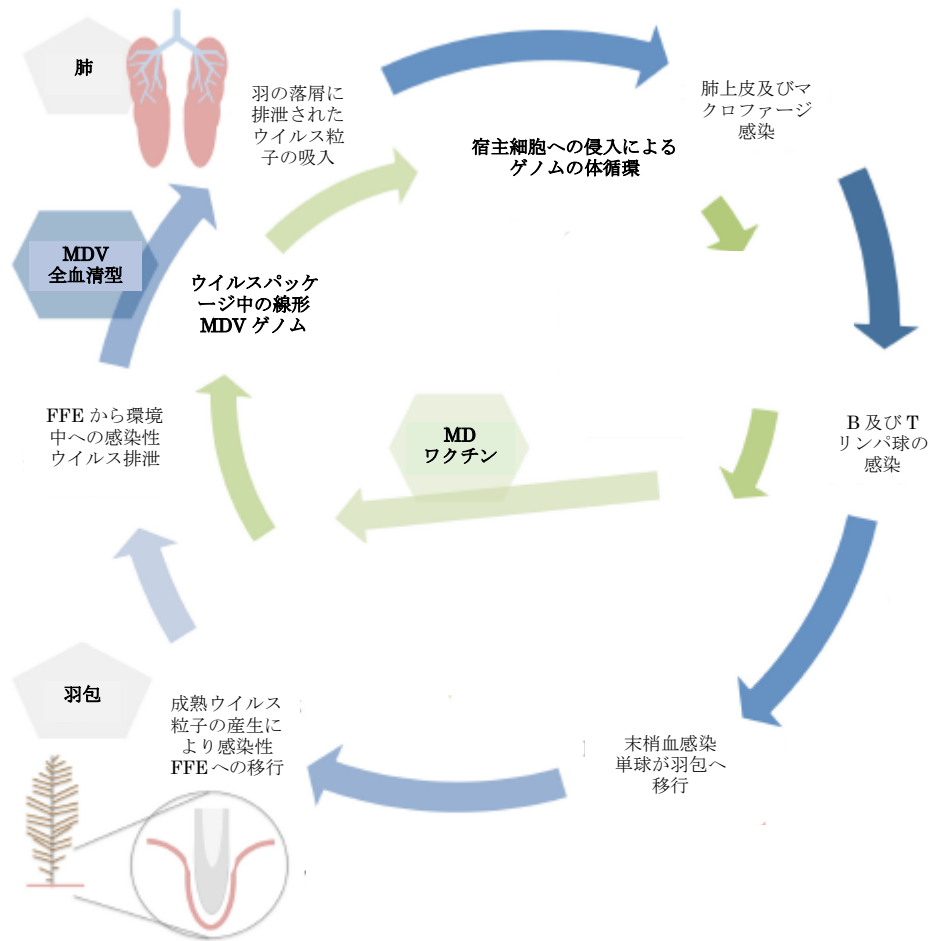 肺
羽の落屑に
排泄された
ウイルス粒
子の吸入
肺上皮及びマ
クロファージ
感染
宿主細胞への侵入による
ゲノムの体循環
MDV
全血清型
ウイルスパッケ
ージ中の線形
MDV ゲノム
FFE から環境
中への感染性
ウイルス排泄
MD
ワクチン
B 及び T
リンパ球の
感染
羽包
成熟ウイルス
粒子の産生に
より感染性
FFE への移行
末梢血感染
単球が羽包へ
移行